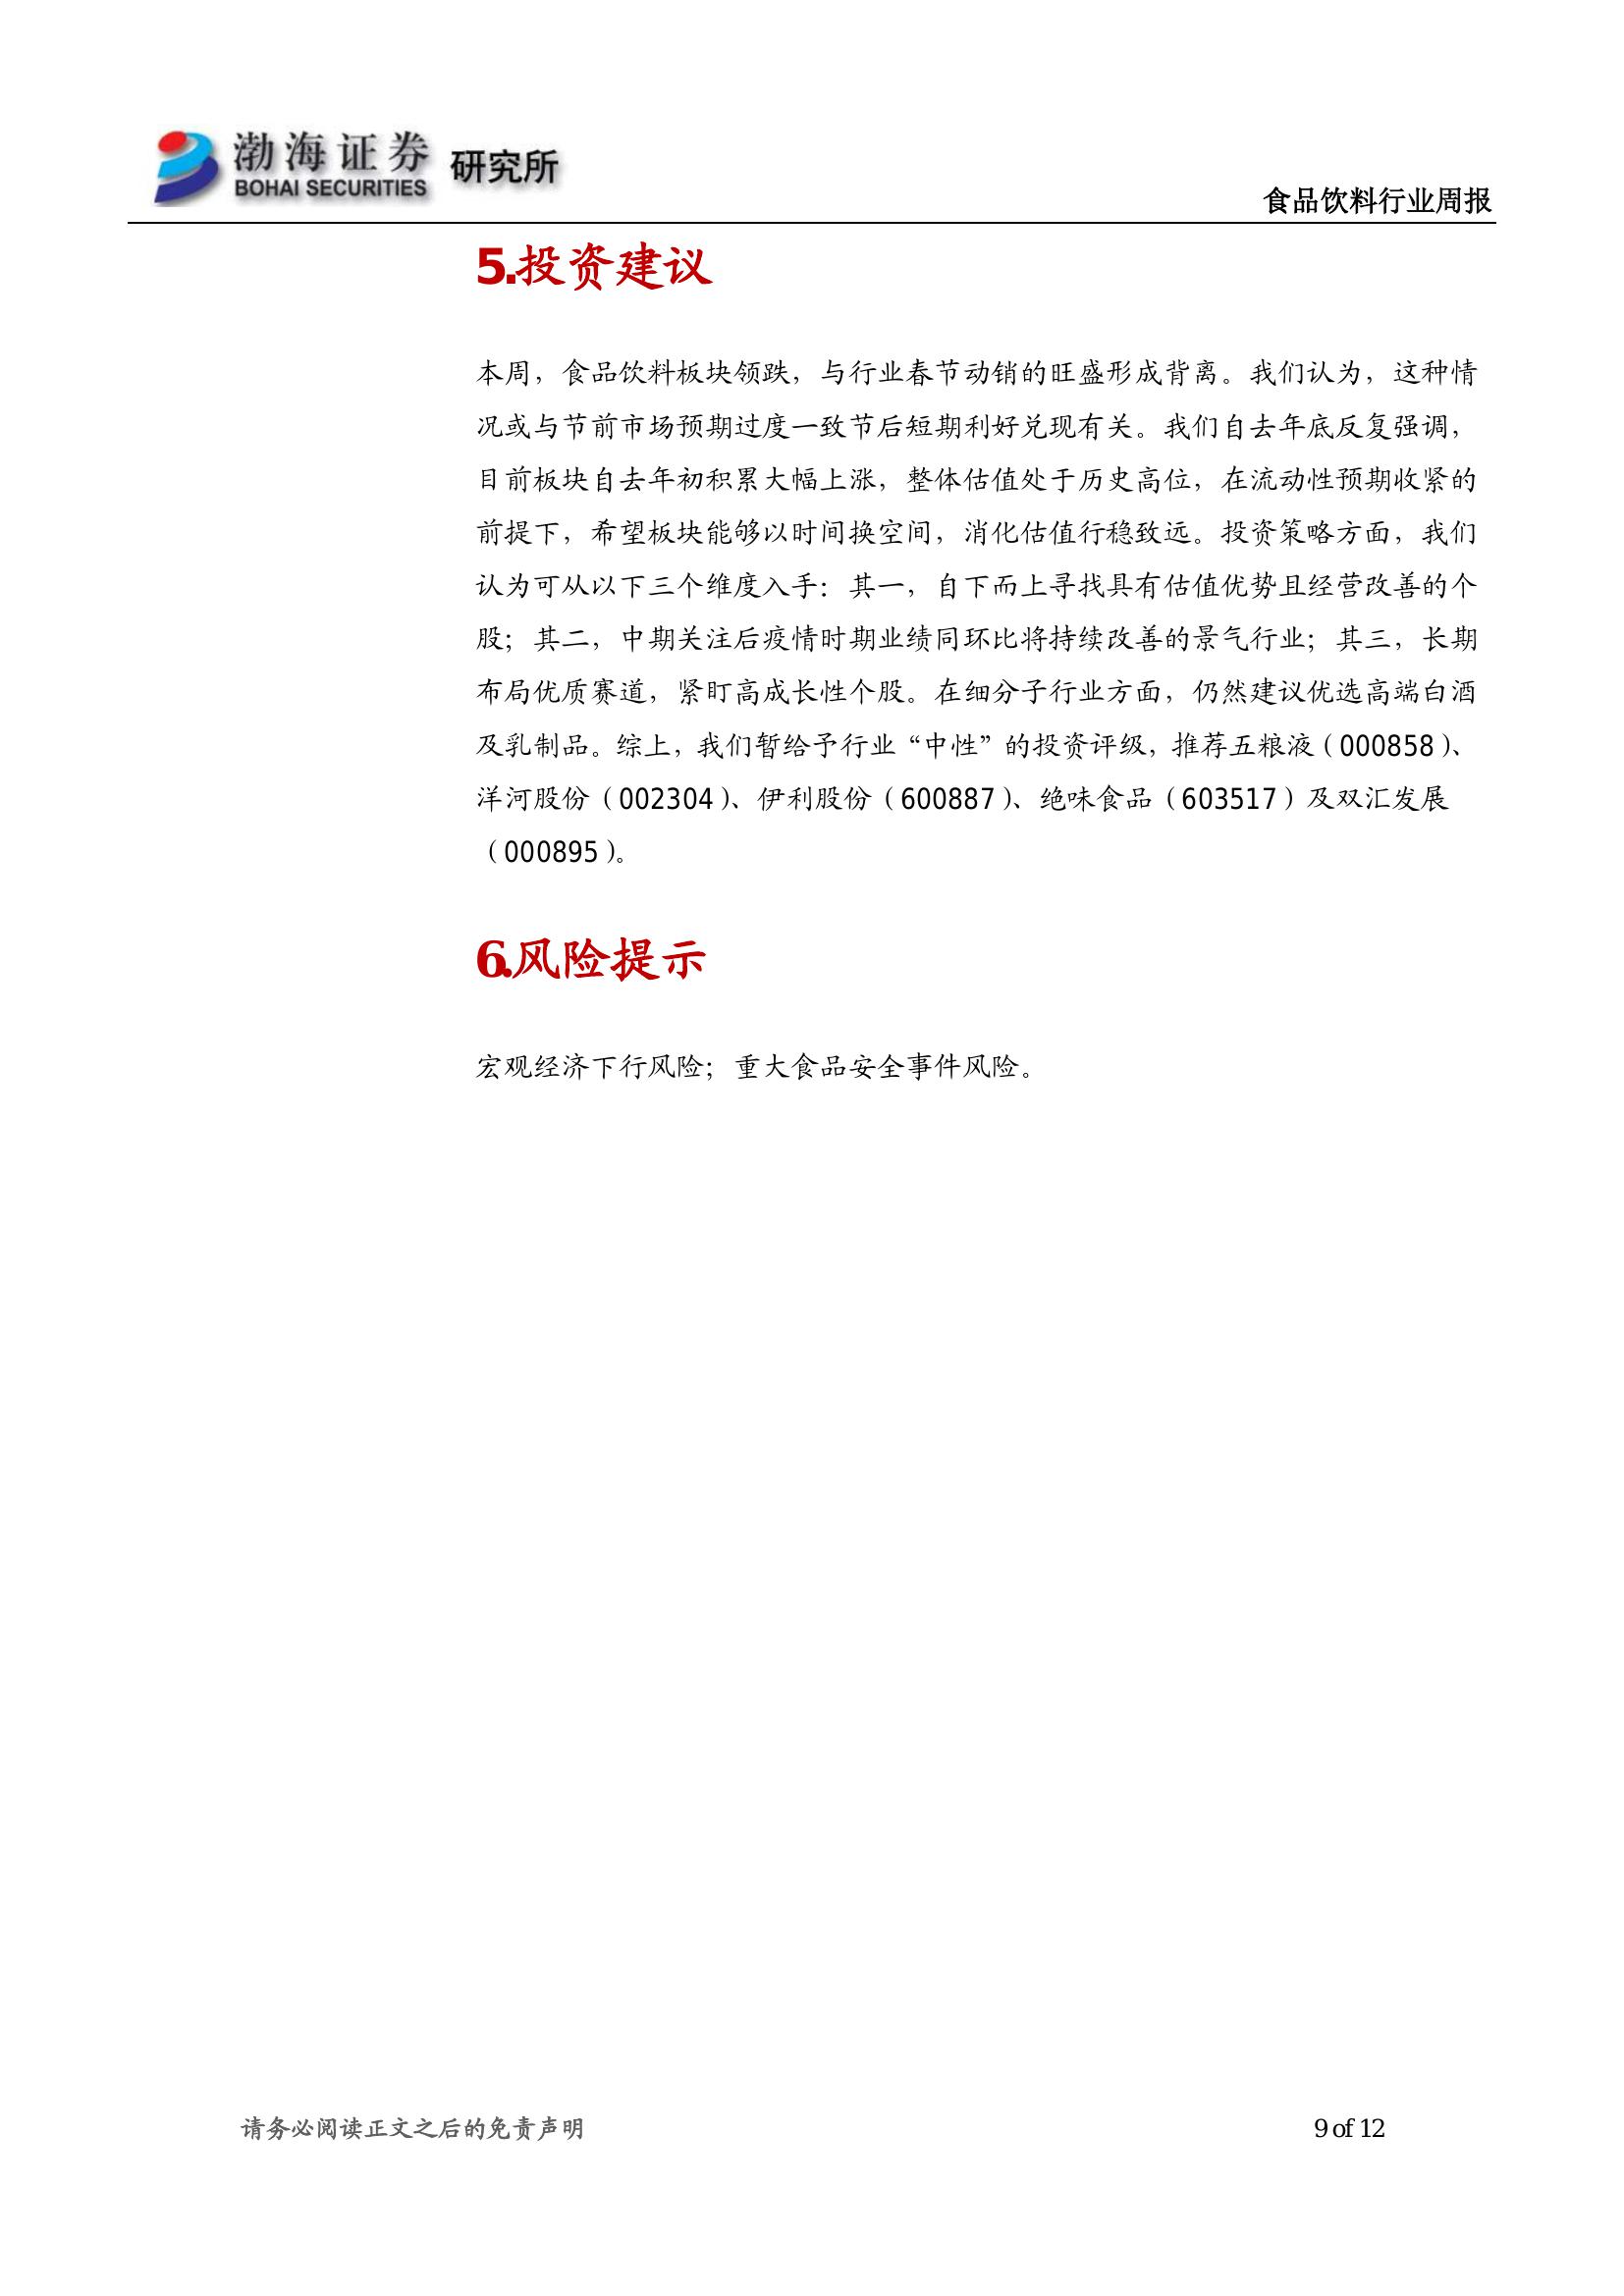 渤海证券
BOHAI SECURITIES
研究所
食品饮料行业周报
5.投资建议
本周，食品饮料板块领跌，与行业春节动销的旺盛形成背离。我们认为，这种情
况或与节前市场预期过度一致节后短期利好兑现有关。我们自去年底反复强调，
目前板块自去年初积累大幅上涨，整体估值处于历史高位，在流动性预期收紧的
前提下，希望板块能够以时间换空间，消化估值行稳致远。投资策略方面，我们
认为可从以下三个维度入手：其一，自下而上寻找具有估值优势且经营改善的个
股；其二，中期关注后疫情时期业绩同环比将持续改善的景气行业；其三，长期
布局优质赛道，紧盯高成长性个股。在细分子行业方面，仍然建议优选高端白酒
及乳制品。综上，我们暂给予行业“中性”的投资评级，推荐五粮液（000858）、
洋河股份（002304）、伊利股份（600887）、绝味食品（603517）及双汇发展
（000895）。
6.风险提示
宏观经济下行风险；重大食品安全事件风险。
请务必阅读正文之后的免责声明
9 of 12